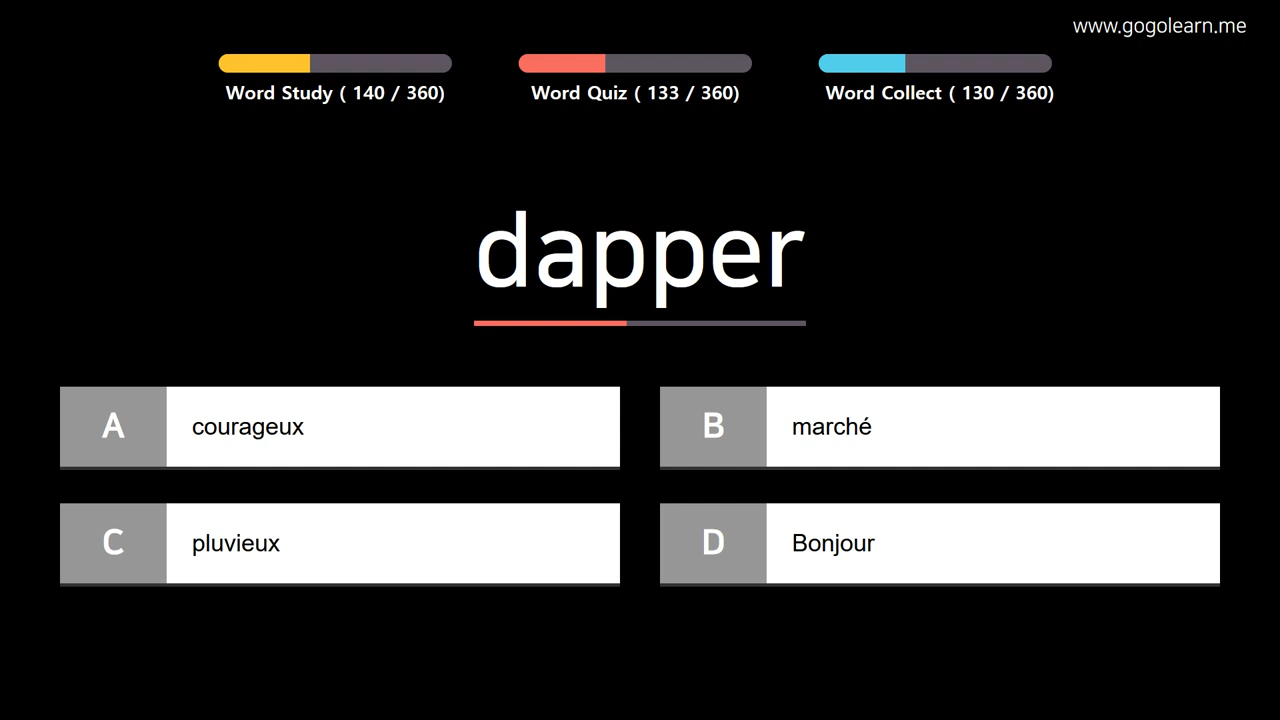 www.gogolearn.me
Word Study ( 140 / 360)
Word Quiz ( 133 / 360)
Word Collect ( 130 / 360)
dapper
A courageux
B marché
C pluvieux
D Bonjour